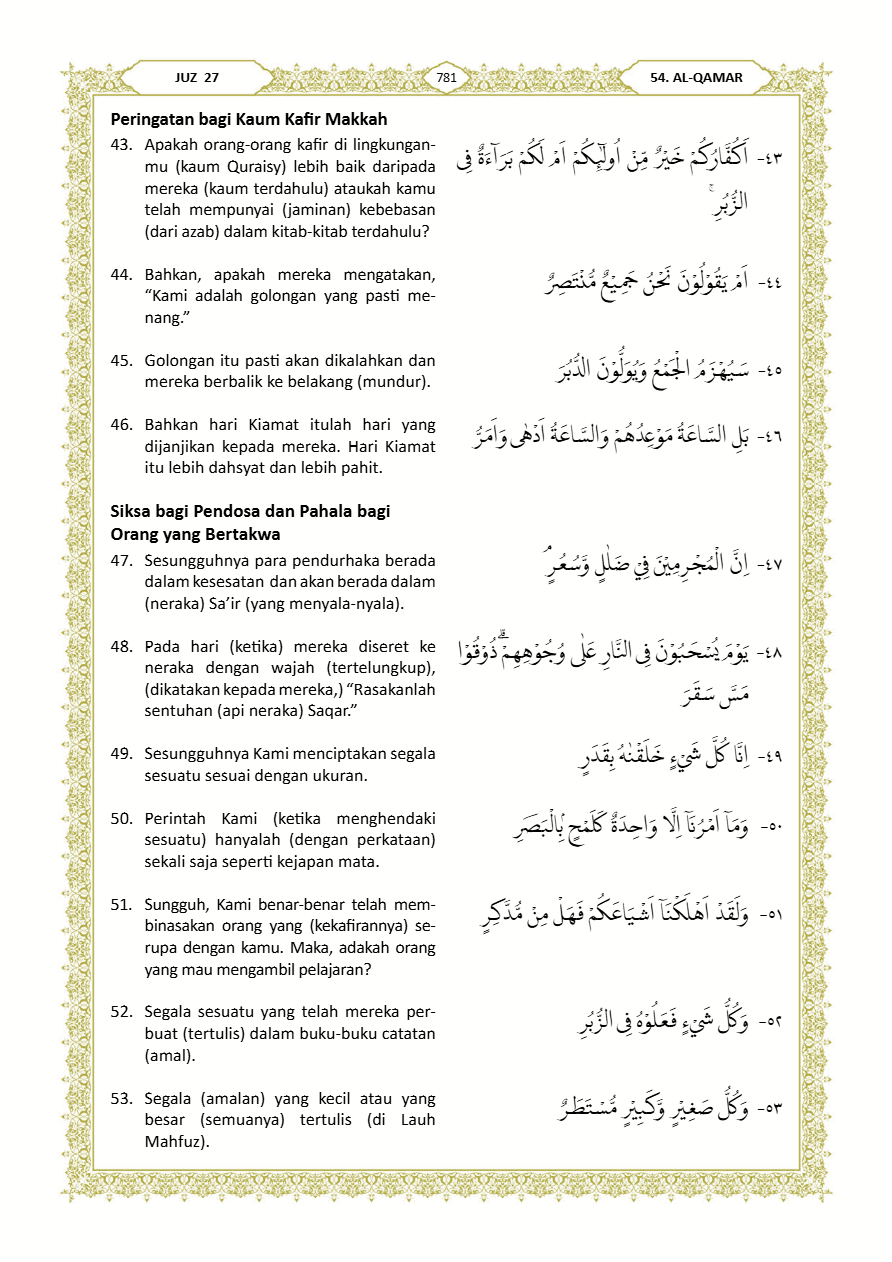 JUZ 27
781
54. AL-QAMAR
Peringatan bagi Kaum Kafir Makkah
43. Apakah orang-orang kafir di lingkungan-
mu (kaum Quraisy) lebih baik daripada
mereka (kaum terdahulu) ataukah kamu
telah mempunyai (jaminan) kebebasan
(dari azab) dalam kitab-kitab terdahulu?
٤٣- اَكُفَّارُكُمْ خَيْرٌ مِّنْ اُولٰۤىِٕكُمْ اَمْ لَكُمْ بَرَاۤءَةٌ فِى
الزُّبُرِۚ
44. Bahkan, apakah mereka mengatakan,
“Kami adalah golongan yang pasti me-
nang.”
٤٤- اَمْ يَقُوْلُوْنَ نَحْنُ جَمِيْعٌ مُّنْتَصِرٌ
45. Golongan itu pasti akan dikalahkan dan
mereka berbalik ke belakang (mundur).
٤٥- سَيُهْزَمُ الْجَمْعُ وَيُوَلُّوْنَ الدُّبُرَ
46. Bahkan hari Kiamat itulah hari yang
dijanjikan kepada mereka. Hari Kiamat
itu lebih dahsyat dan lebih pahit.
٤٦- بَلِ السَّاعَةُ مَوْعِدُهُمْ وَالسَّاعَةُ اَدْهٰى وَاَمَرُّ
Siksa bagi Pendosa dan Pahala bagi
Orang yang Bertakwa
47. Sesungguhnya para pendurhaka berada
dalam kesesatan dan akan berada dalam
(neraka) Sa’ir (yang menyala-nyala).
٤٧- اِنَّ الْمُجْرِمِيْنَ فِيْ ضَلٰلٍ وَّسُعُرٍۘ
48. Pada hari (ketika) mereka diseret ke
neraka dengan wajah (tertelungkup),
(dikatakan kepada mereka,) “Rasakanlah
sentuhan (api neraka) Saqar.”
٤٨- يَوْمَ يُسْحَبُوْنَ فِى النَّارِ عَلٰى وُجُوْهِهِمْۗ ذُوْقُوْا
مَسَّ سَقَرَ
49. Sesungguhnya Kami menciptakan segala
sesuatu sesuai dengan ukuran.
٤٩- اِنَّا كُلَّ شَيْءٍ خَلَقْنٰهُ بِقَدَرٍ
50. Perintah Kami (ketika menghendaki
sesuatu) hanyalah (dengan perkataan)
sekali saja seperti kejapan mata.
٥٠- وَمَآ اَمْرُنَآ اِلَّا وَاحِدَةٌ كَلَمْحٍ ۢبِالْبَصَرِ
51. Sungguh, Kami benar-benar telah mem-
binasakan orang yang (kekafirannya) se-
rupa dengan kamu. Maka, adakah orang
yang mau mengambil pelajaran?
٥١- وَلَقَدْ اَهْلَكْنَآ اَشْيَاعَكُمْ فَهَلْ مِنْ مُّدَّكِرٍ
52. Segala sesuatu yang telah mereka per-
buat (tertulis) dalam buku-buku catatan
(amal).
٥٢- وَكُلُّ شَيْءٍ فَعَلُوْهُ فِى الزُّبُرِ
53. Segala (amalan) yang kecil atau yang
besar (semuanya) tertulis (di Lauh
Mahfuz).
٥٣- وَكُلُّ صَغِيْرٍ وَّكَبِيْرٍ مُّسْتَطَرٌ